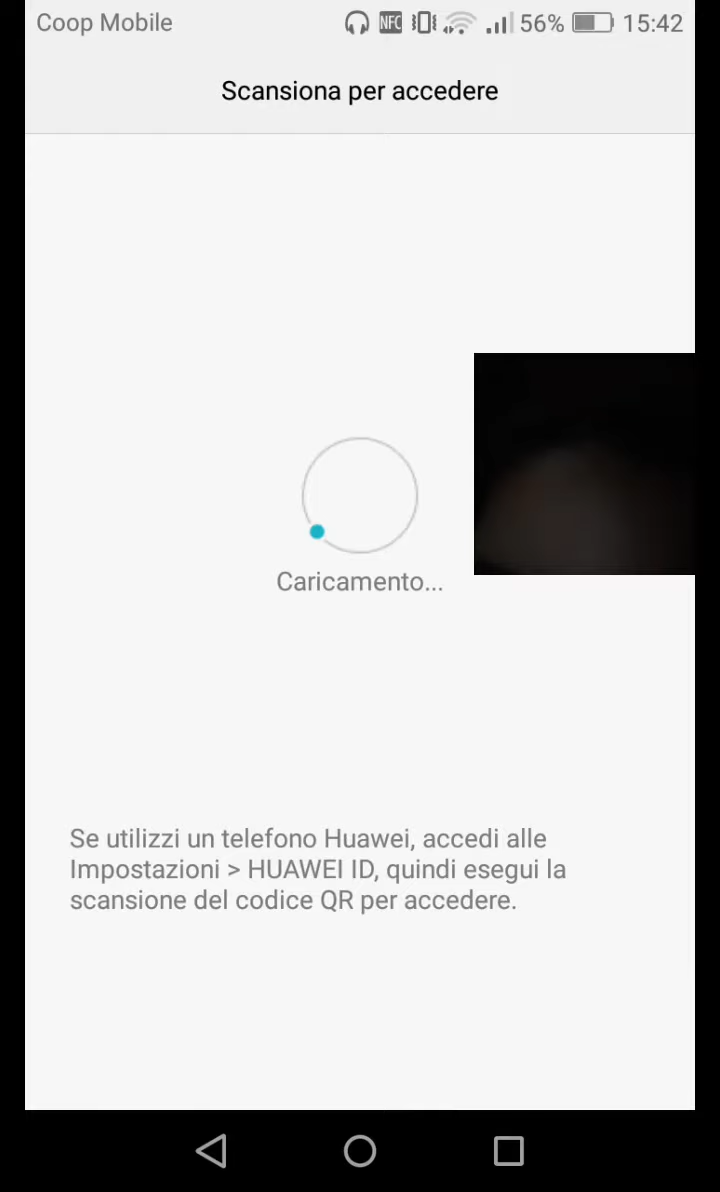 Coop Mobile NFC 56% 15:42
Scansiona per accedere
Caricamento...
Se utilizzi un telefono Huawei, accedi alle
Impostazioni > HUAWEI ID, quindi esegui la
scansione del codice QR per accedere.